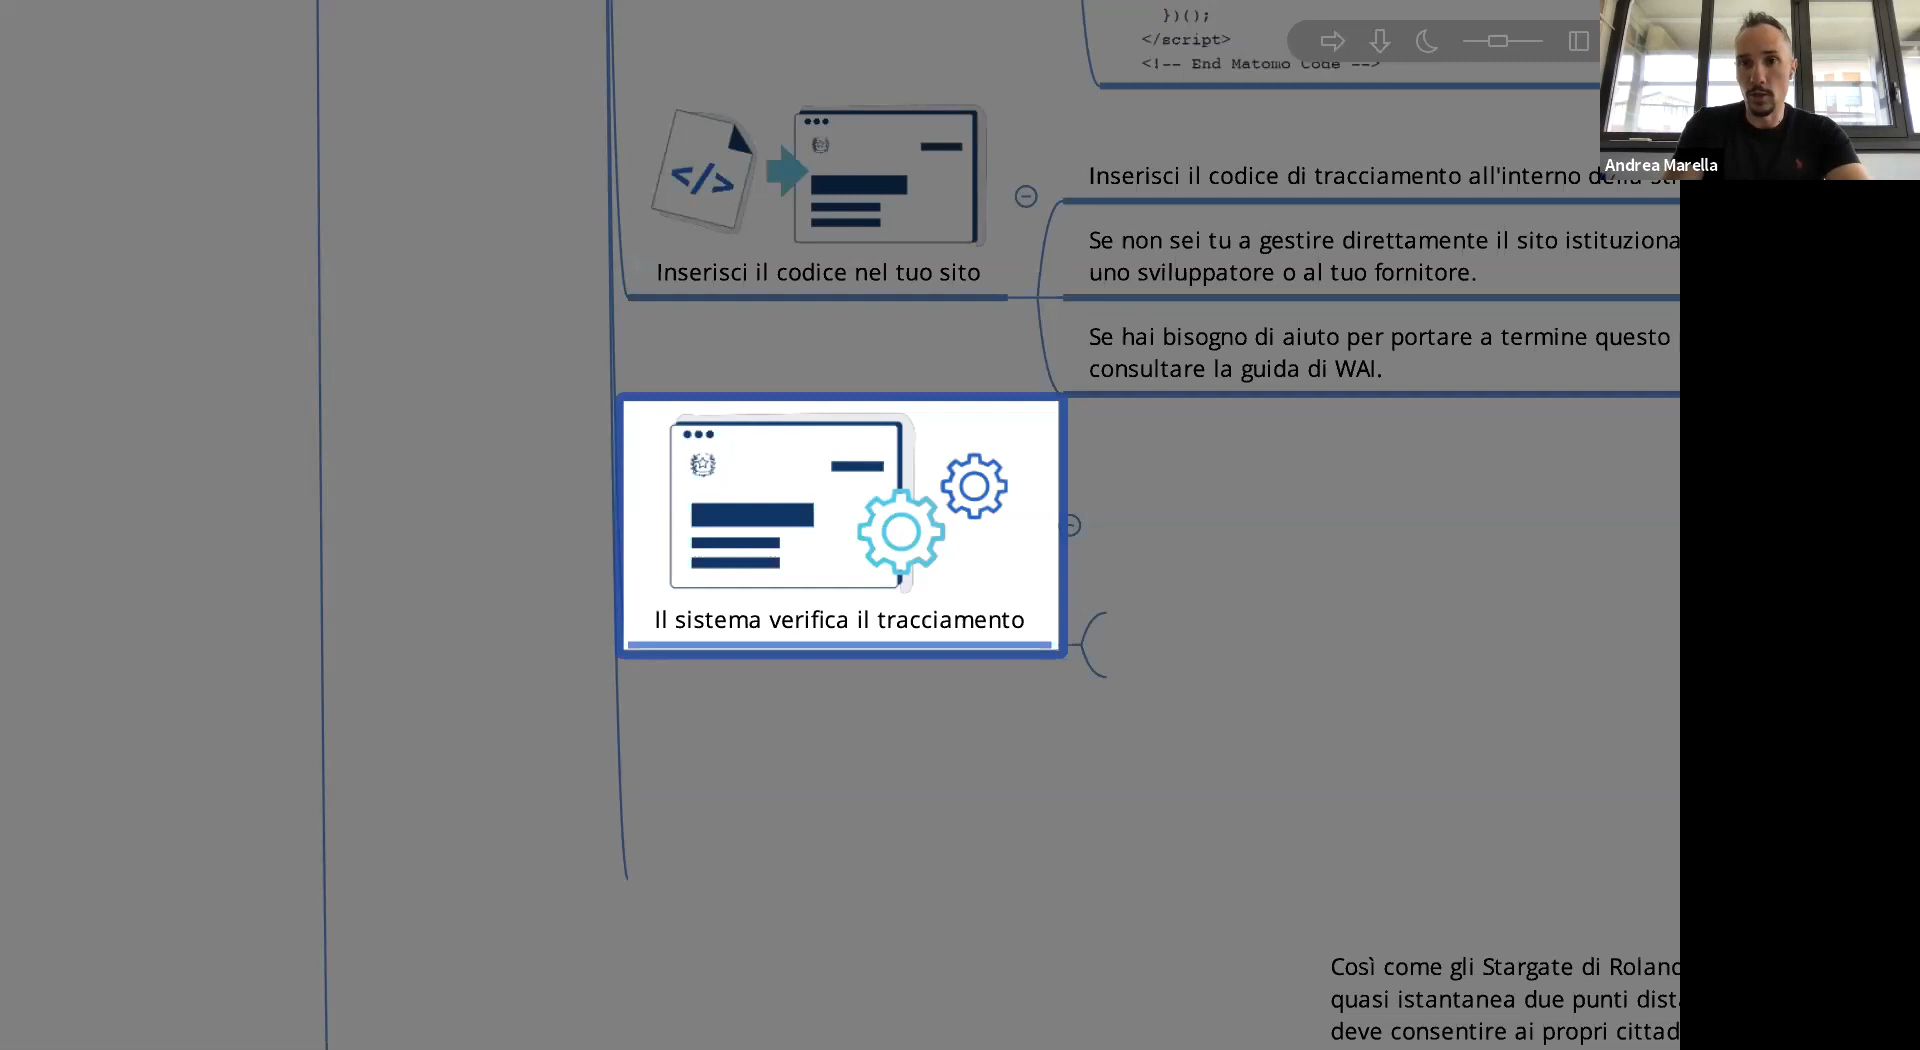 })();
</script>
<!-- End Matomo Code -->
Andrea Marella
Inserisci il codice di tracciamento all'interno della
Se non sei tu a gestire direttamente il sito
uno sviluppatore o al tuo fornitore.
Inserisci il codice nel tuo sito
Se hai bisogno di aiuto per portare a termine questo
consultare la guida di WAI.
Il sistema verifica il tracciamento
Così come gli Stargate di
quasi istantanea due punti
deve consentire ai propri